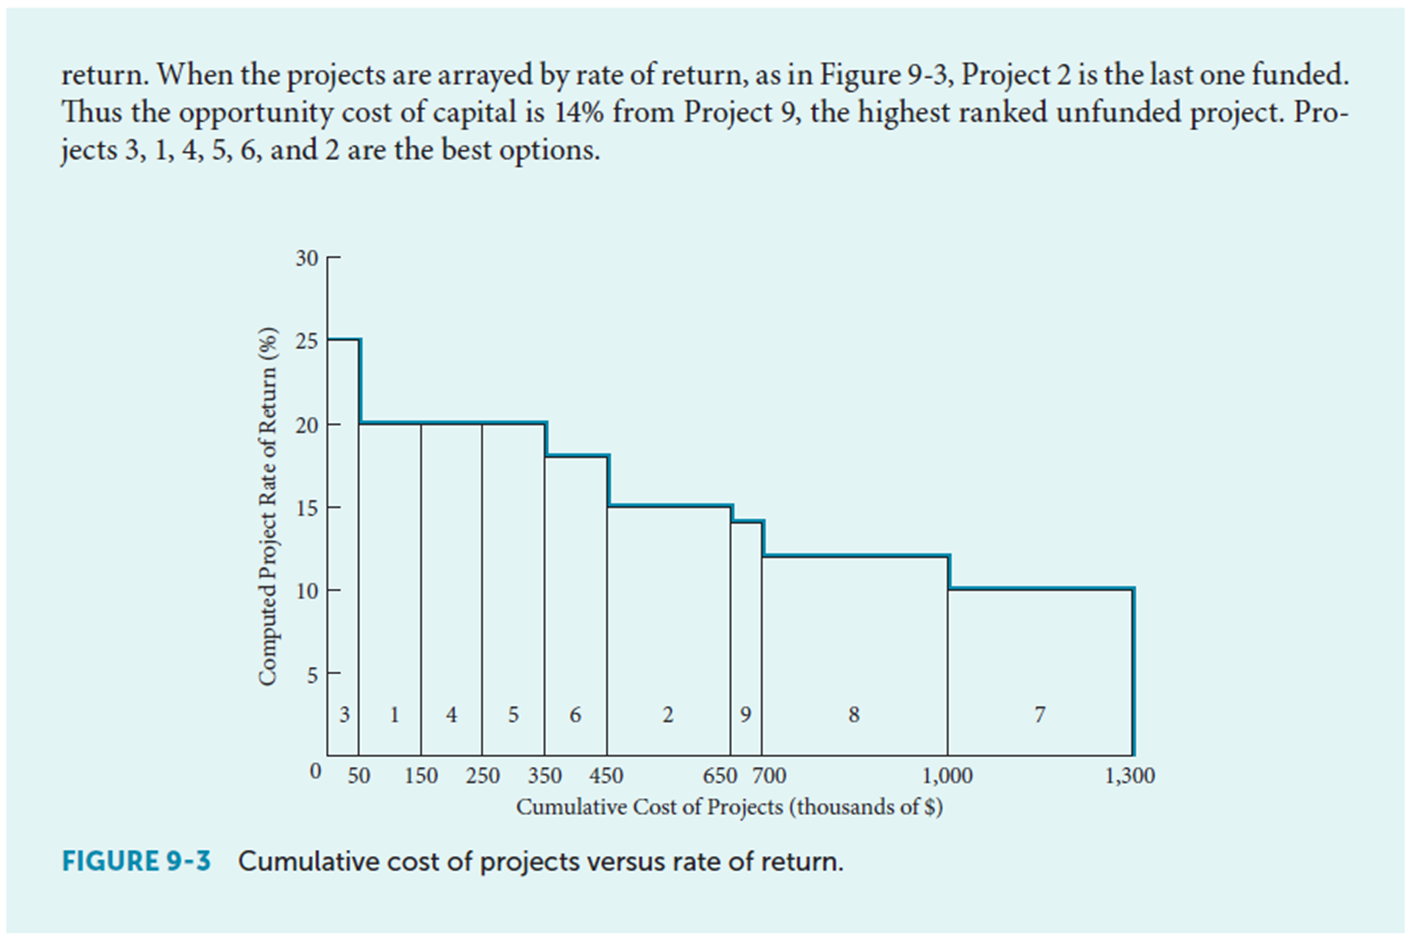 return. When the projects are arrayed by rate of return, as in Figure 9-3, Project 2 is the last one funded.
Thus the opportunity cost of capital is 14% from Project 9, the highest ranked unfunded project. Pro-
jects 3, 1, 4, 5, 6, and 2 are the best options.
Computed Project Rate of Return (%)
30
25
20
15
10
5
3 1 4 5 6 2 9 8 7
0 50 150 250 350 450 650 700 1,000 1,300
Cumulative Cost of Projects (thousands of $)
FIGURE 9-3 Cumulative cost of projects versus rate of return.